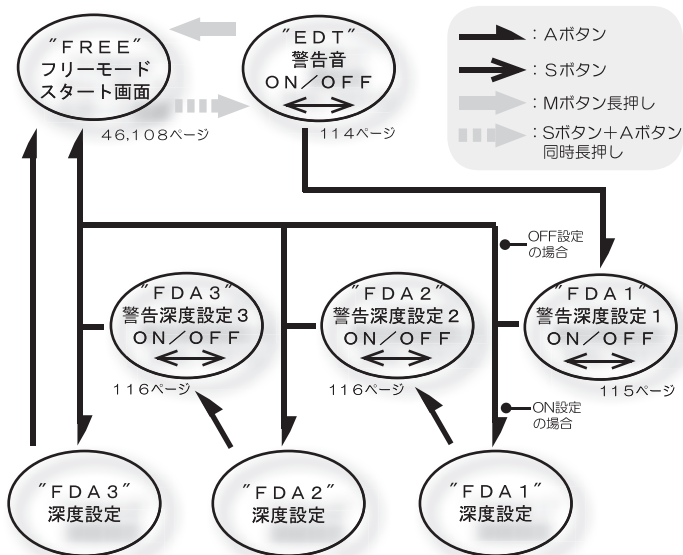 "FREE"
フリーモード
スタート画面
46,108ページ
"EDT"
警告音
ON／OFF
114ページ
：Aボタン
：Sボタン
：Mボタン長押し
：Sボタン＋Aボタン
同時長押し
OFF設定
の場合
"FDA3"
警告深度設定3
ON／OFF
116ページ
"FDA2"
警告深度設定2
ON／OFF
116ページ
"FDA1"
警告深度設定1
ON／OFF
115ページ
ON設定
の場合
"FDA3"
深度設定
"FDA2"
深度設定
"FDA1"
深度設定